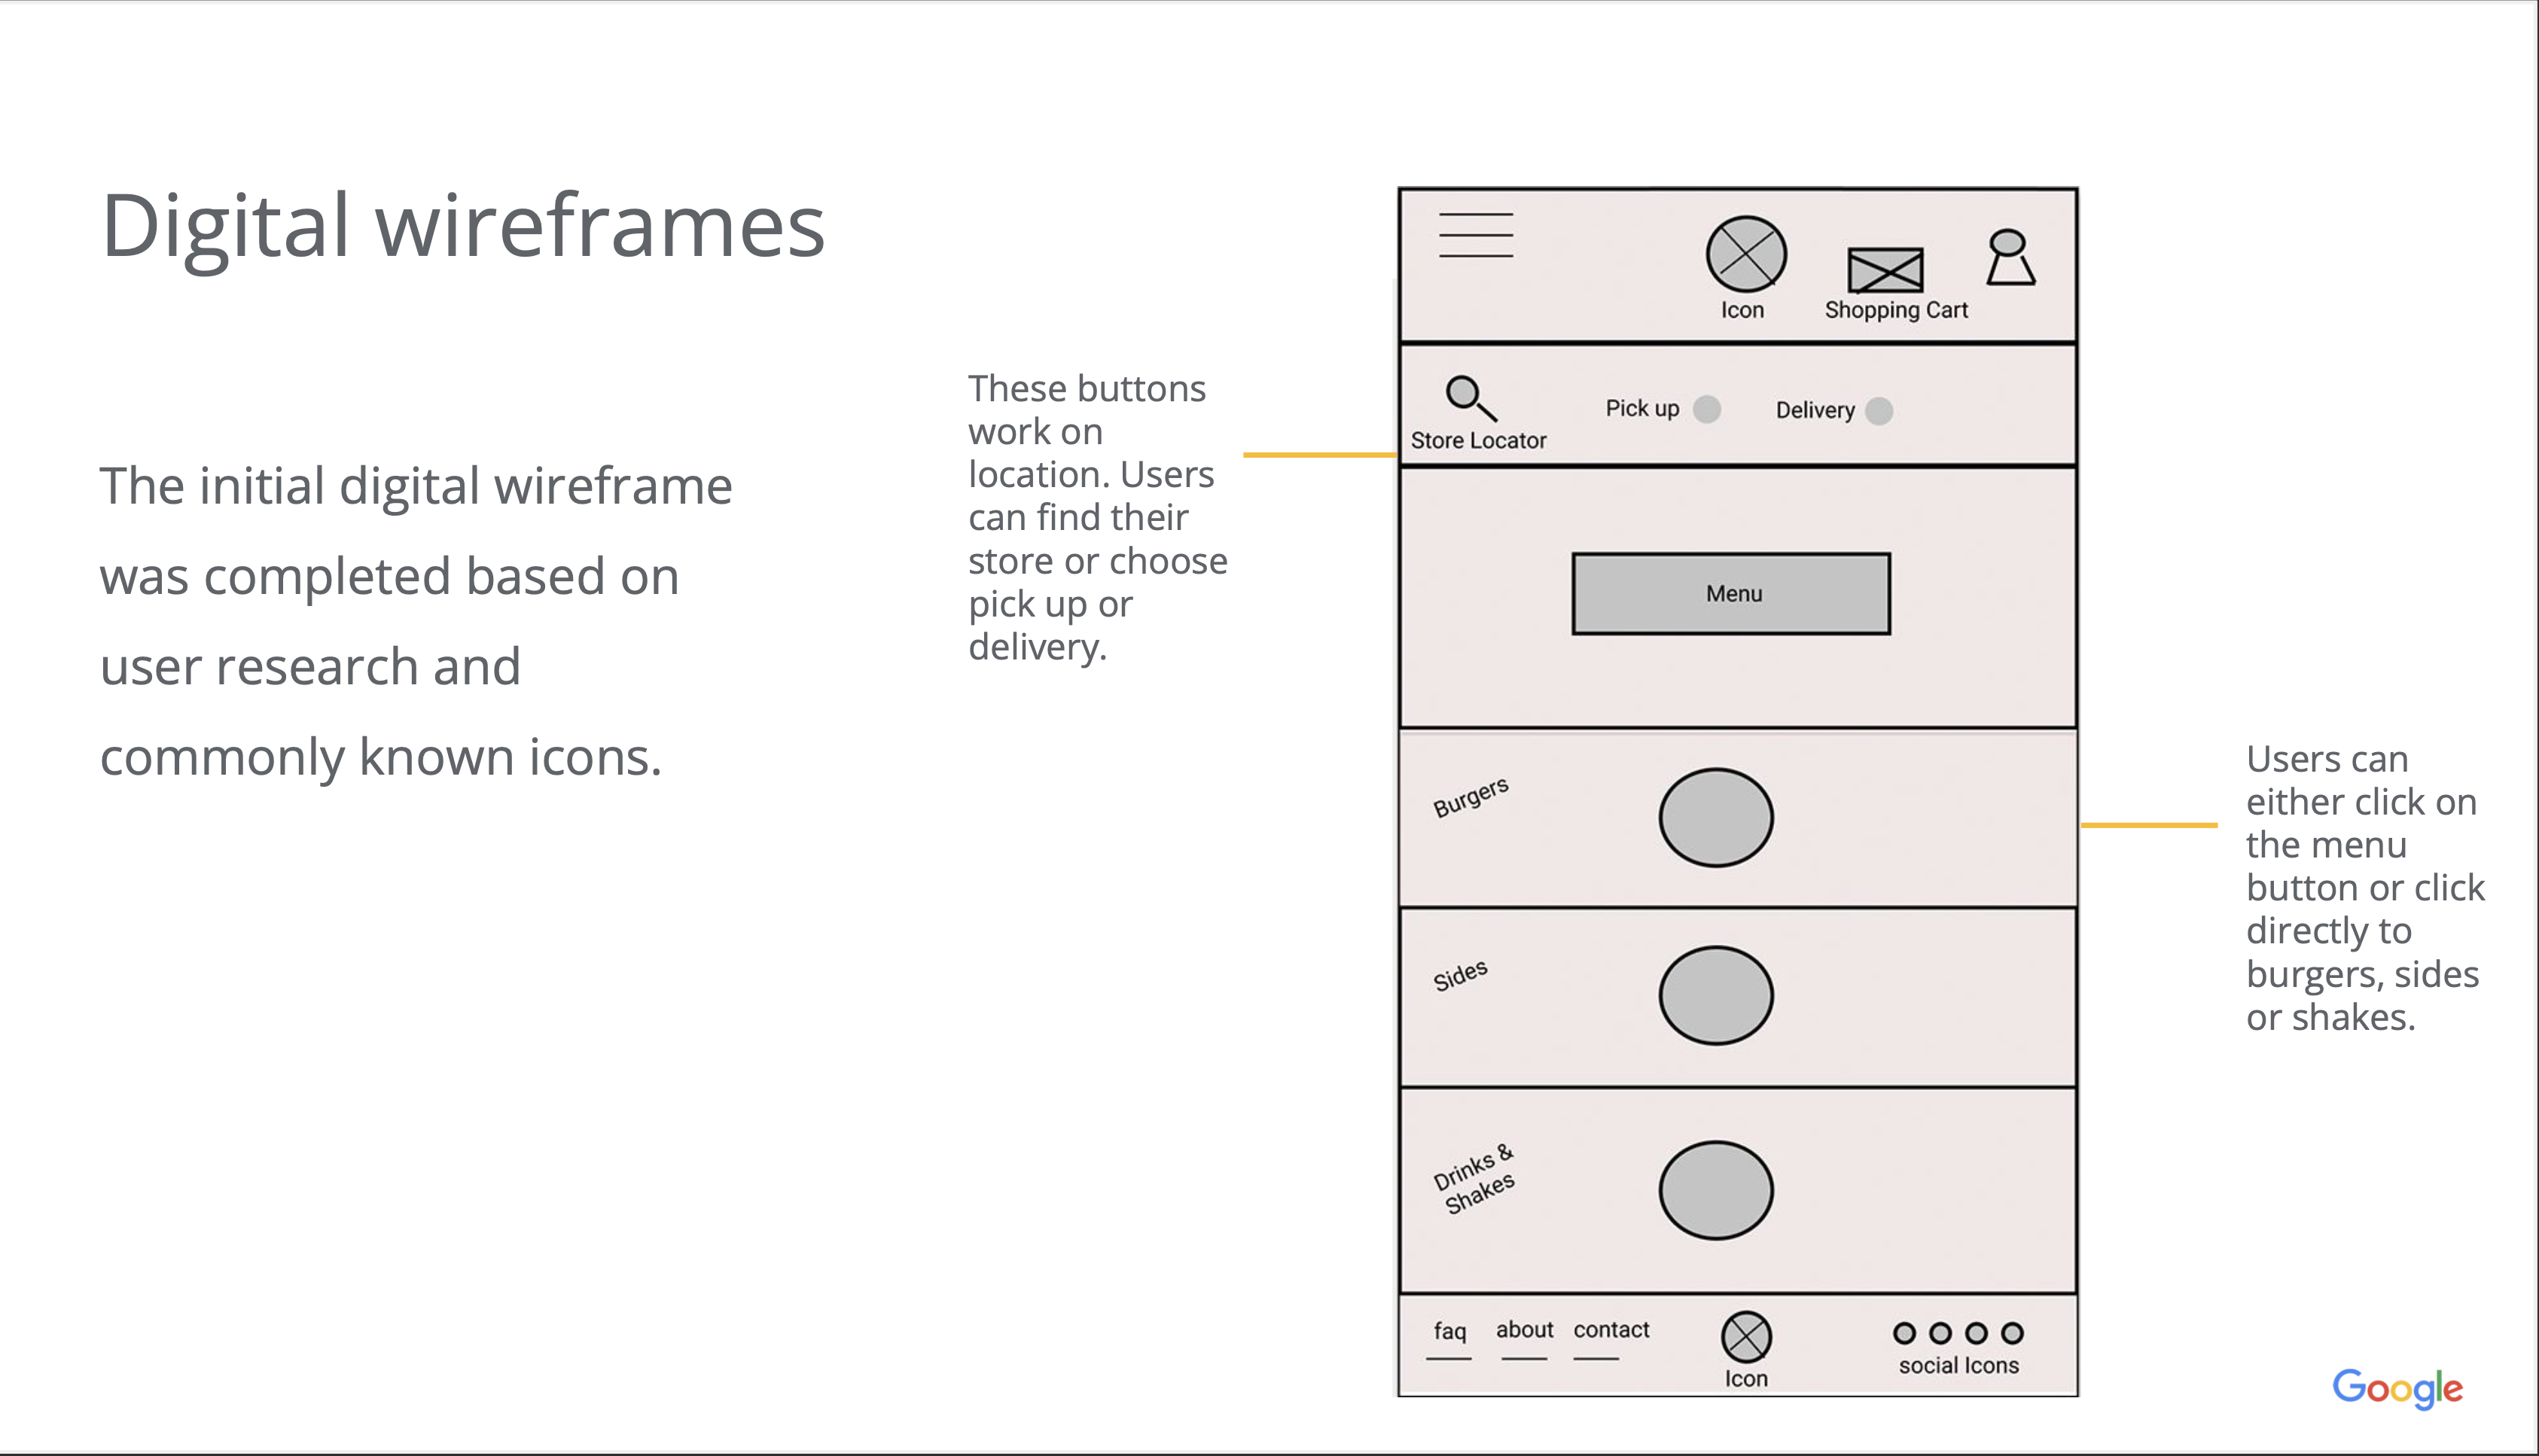 Digital wireframes
The initial digital wireframe
was completed based on
user research and
commonly known icons.
These buttons
work on
location. Users
can find their
store or choose
pick up or
delivery.
Icon
Shopping Cart
Store Locator
Pick up
Delivery
Menu
Burgers
Sides
Drinks &
Shakes
faq
about
contact
Icon
social Icons
Users can
either click on
the menu
button or click
directly to
burgers, sides
or shakes.
Google